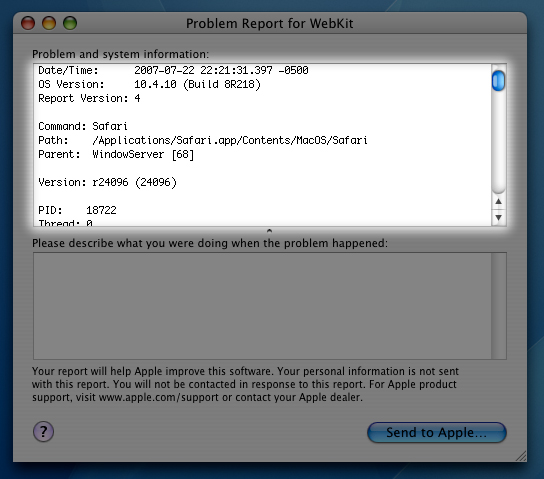 Problem Report for WebKit
Problem and system information:
Date/Time: 2007-07-22 22:21:31.397 -0500
OS Version: 10.4.10 (Build 8R218)
Report Version: 4
Command: Safari
Path: /Applications/Safari.app/Contents/MacOS/Safari
Parent: WindowServer [68]
Version: r24096 (24096)
PID: 18722
Thread: 0
Please describe what you were doing when the problem happened:
Your report will help Apple improve this software. Your personal information is not sent
with this report. You will not be contacted in response to this report. For Apple product
support, visit www.apple.com/support or contact your Apple dealer.
?
Send to Apple...